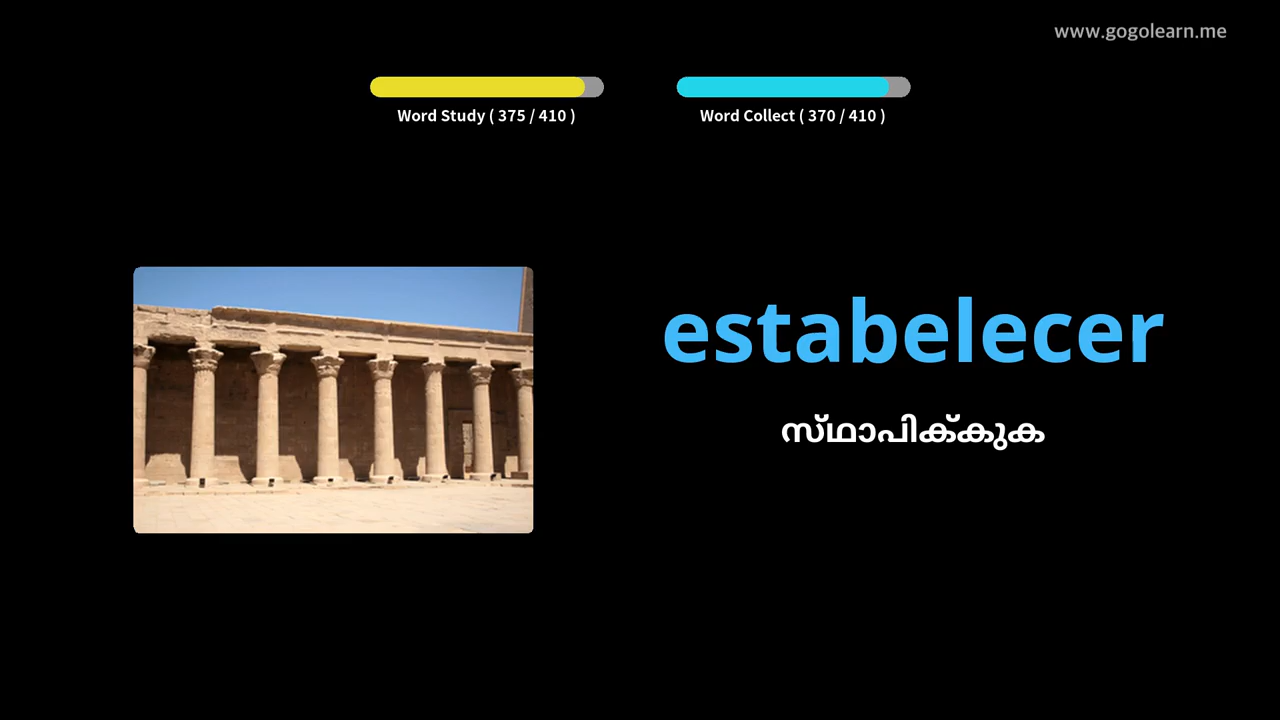 www.gogolearn.me
Word Study ( 375 / 410 )
Word Collect ( 370 / 410 )
estabelecer
സ്ഥാപിക്കുക